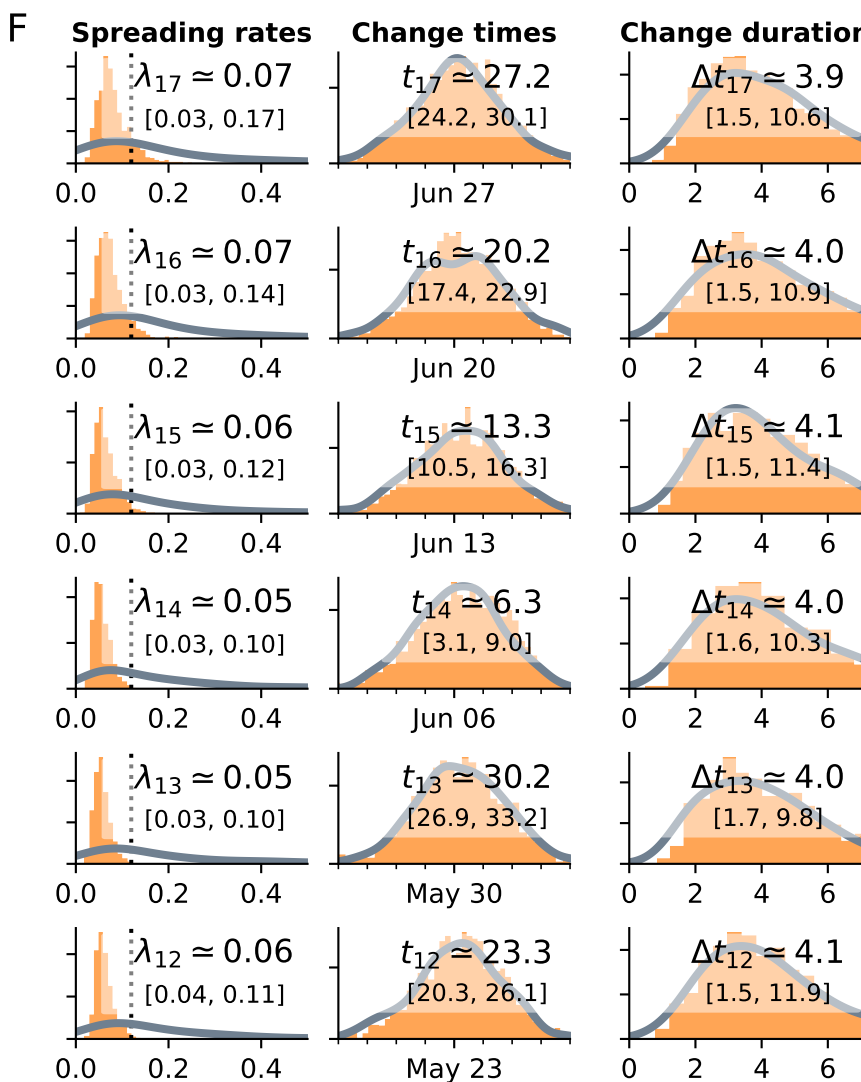 F
Spreading rates Change times Change duration
λ17 ≃ 0.07 t17 ≃ 27.2 Δt17 ≃ 3.9
[0.03, 0.17] [24.2, 30.1] [1.5, 10.6]
0.0 0.2 0.4 Jun 27 0 2 4 6
λ16 ≃ 0.07 t16 ≃ 20.2 Δt16 ≃ 4.0
[0.03, 0.14] [17.4, 22.9] [1.5, 10.9]
0.0 0.2 0.4 Jun 20 0 2 4 6
λ15 ≃ 0.06 t15 ≃ 13.3 Δt15 ≃ 4.1
[0.03, 0.12] [10.5, 16.3] [1.5, 11.4]
0.0 0.2 0.4 Jun 13 0 2 4 6
λ14 ≃ 0.05 t14 ≃ 6.3 Δt14 ≃ 4.0
[0.03, 0.10] [3.1, 9.0] [1.6, 10.3]
0.0 0.2 0.4 Jun 06 0 2 4 6
λ13 ≃ 0.05 t13 ≃ 30.2 Δt13 ≃ 4.0
[0.03, 0.10] [26.9, 33.2] [1.7, 9.8]
0.0 0.2 0.4 May 30 0 2 4 6
λ12 ≃ 0.06 t12 ≃ 23.3 Δt12 ≃ 4.1
[0.04, 0.11] [20.3, 26.1] [1.5, 11.9]
0.0 0.2 0.4 May 23 0 2 4 6